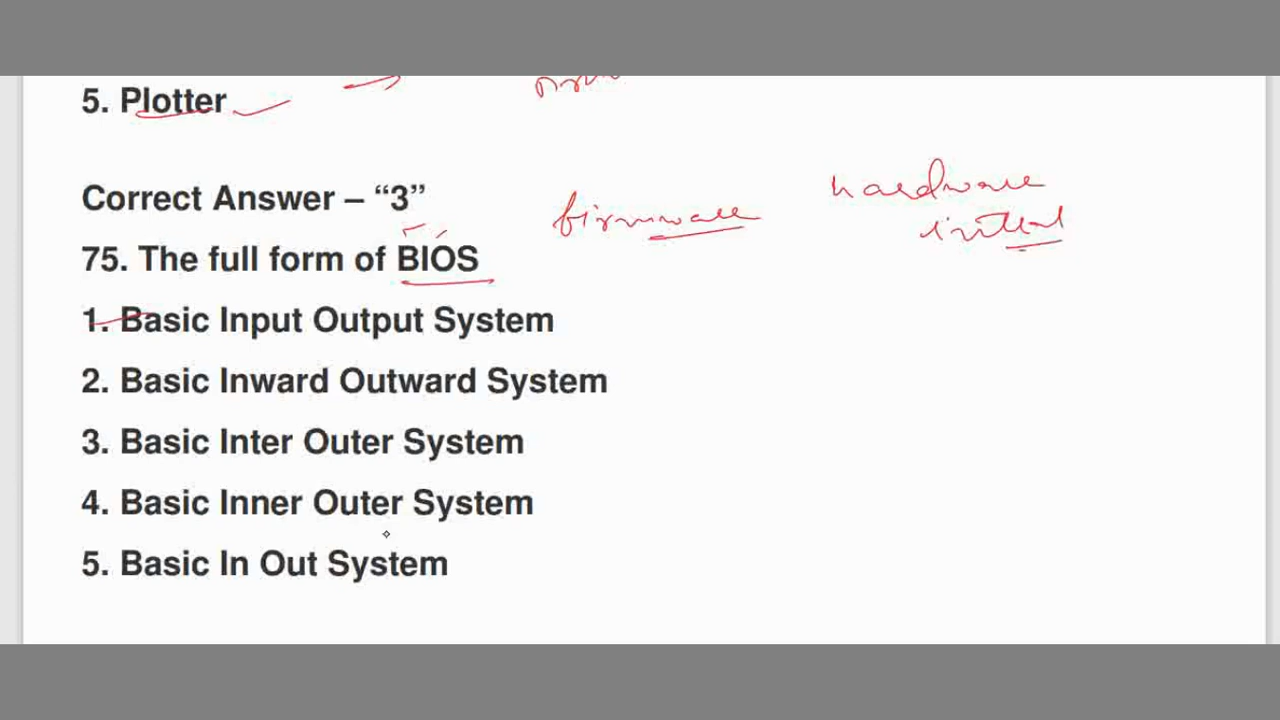 5. Plotter
Correct Answer – “3”
firmware
hardware
75. The full form of BIOS
1. Basic Input Output System
2. Basic Inward Outward System
3. Basic Inter Outer System
4. Basic Inner Outer System
5. Basic In Out System